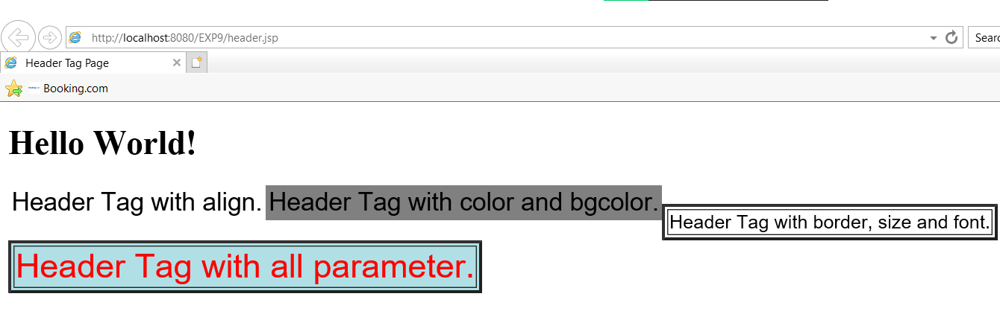 http://localhost:8080/EXP9/header.jsp
Sear
Header Tag Page
Booking.com
Hello World!
Header Tag with align. Header Tag with color and bgcolor.
Header Tag with border, size and font.
Header Tag with all parameter.